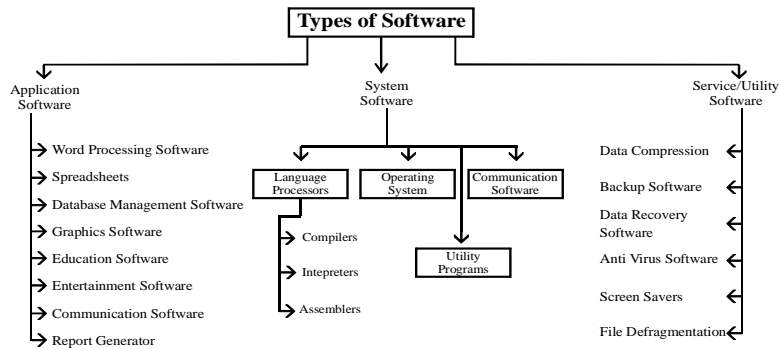 Types of Software
Application
Software
Word Processing Software
Spreadsheets
Database Management Software
Graphics Software
Education Software
Entertainment Software
Communication Software
Report Generator
System
Software
Language
Processors
Compilers
Intepreters
Assemblers
Operating
System
Utility
Programs
Communication
Software
Service/Utility
Software
Data Compression
Backup Software
Data Recovery
Software
Anti Virus Software
Screen Savers
File Defragmentation